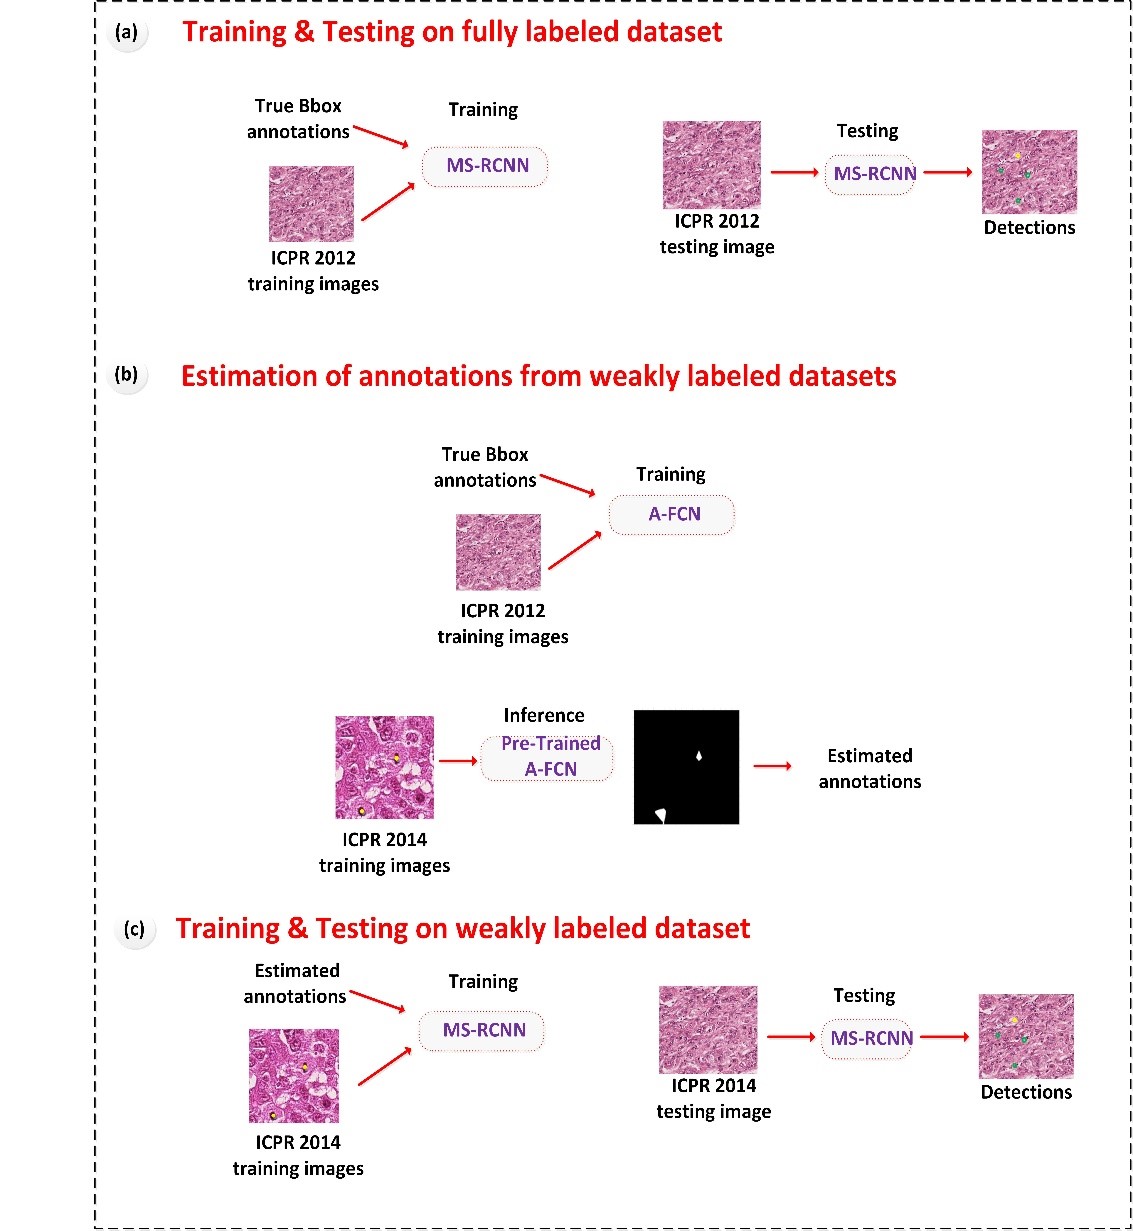 (a) Training & Testing on fully labeled dataset
True Bbox
annotations
Training
MS-RCNN
ICPR 2012
training images
Testing
MS-RCNN
ICPR 2012
testing image
Detections
(b) Estimation of annotations from weakly labeled datasets
True Bbox
annotations
Training
A-FCN
ICPR 2012
training images
Inference
Pre-Trained
A-FCN
ICPR 2014
training images
Estimated
annotations
(c) Training & Testing on weakly labeled dataset
Estimated
annotations
Training
MS-RCNN
ICPR 2014
training images
Testing
MS-RCNN
ICPR 2014
testing image
Detections